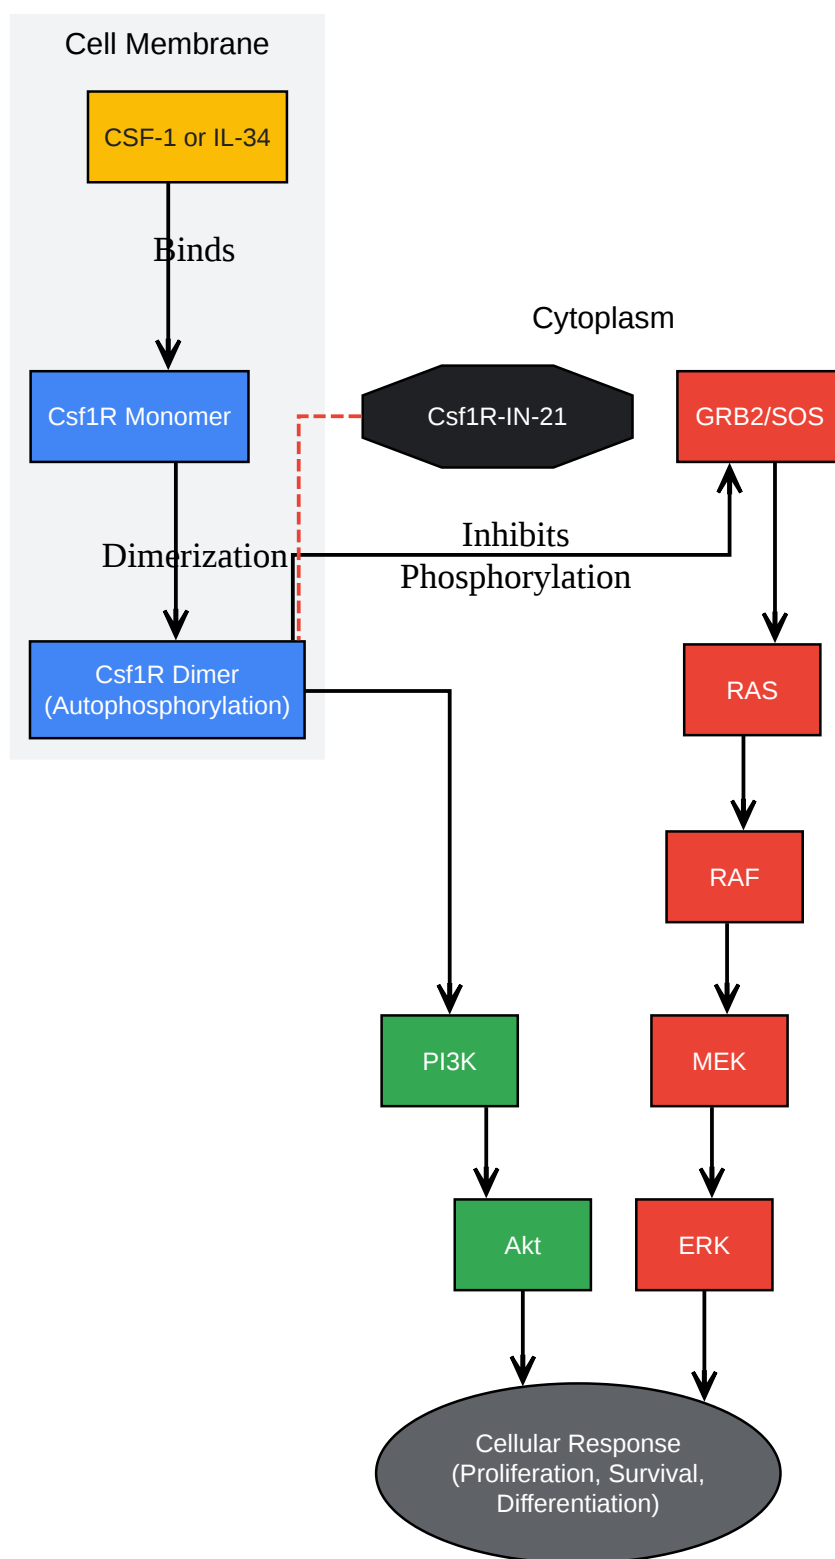 Cell Membrane
CSF-1 or IL-34
Binds
Cytoplasm
Csf1R Monomer
Csf1R-IN-21
GRB2/SOS
Dimerization
Inhibits
Phosphorylation
Csf1R Dimer
(Autophosphorylation)
RAS
RAF
PI3K
MEK
Akt
ERK
Cellular Response
(Proliferation, Survival,
Differentiation)